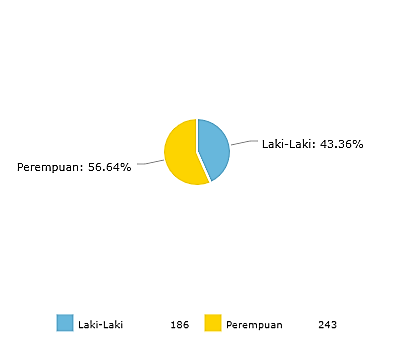 Laki-Laki: 43.36%
Perempuan: 56.64%
Laki-Laki 186 Perempuan 243